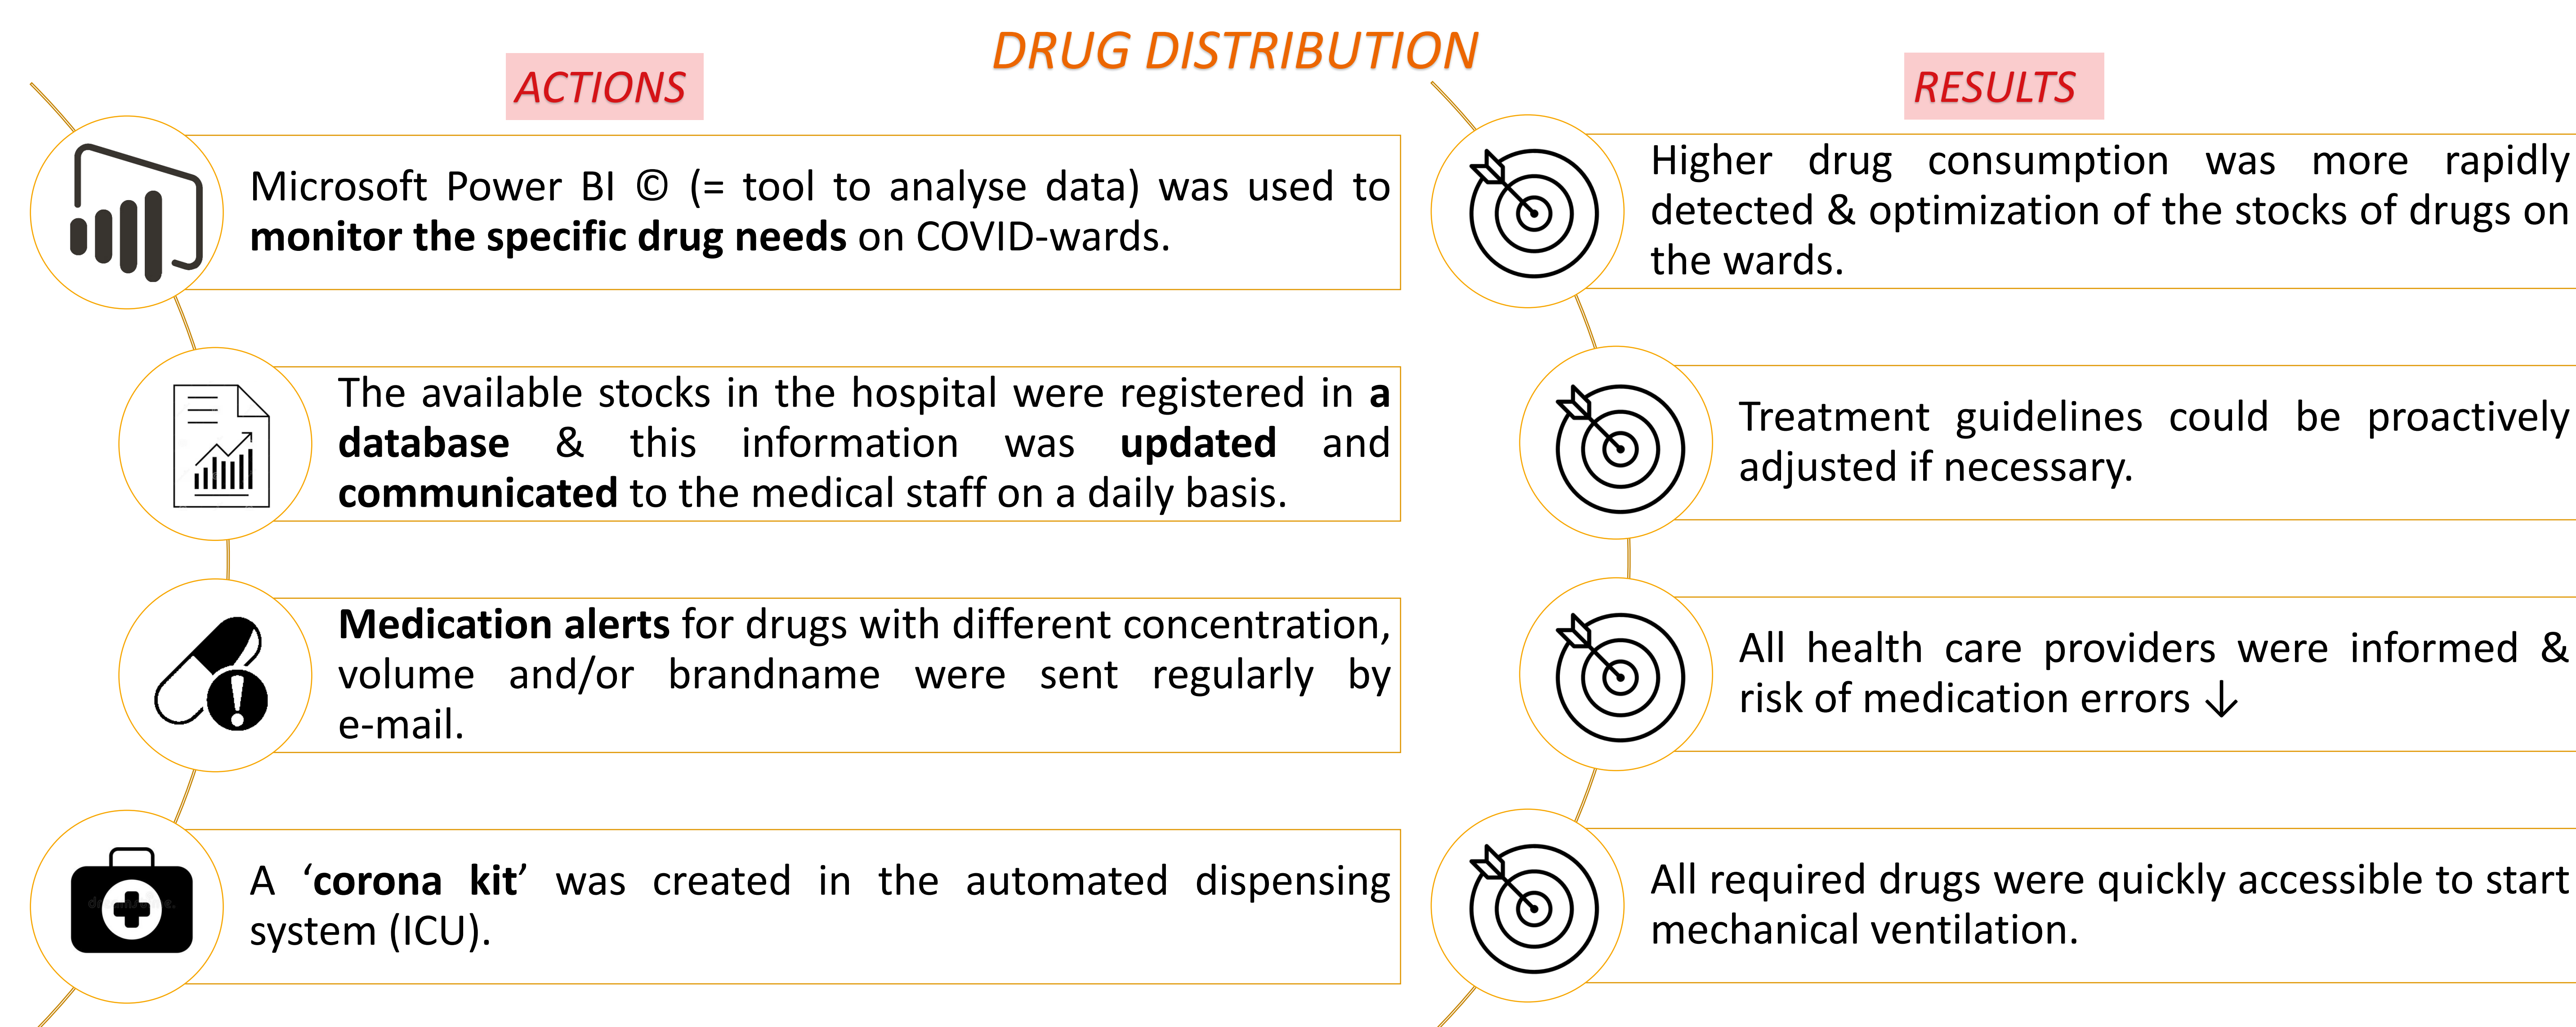 DRUG DISTRIBUTION
ACTIONS
Microsoft Power BI © (= tool to analyse data) was used to
monitor the specific drug needs on COVID-wards.
The available stocks in the hospital were registered in a
database & this information was updated and
communicated to the medical staff on a daily basis.
Medication alerts for drugs with different concentration,
volume and/or brandname were sent regularly by
e-mail.
A ‘corona kit’ was created in the automated dispensing
system (ICU).
RESULTS
Higher drug consumption was more rapidly
detected & optimization of the stocks of drugs on
the wards.
Treatment guidelines could be proactively
adjusted if necessary.
All health care providers were informed &
risk of medication errors ↓
All required drugs were quickly accessible to start
mechanical ventilation.